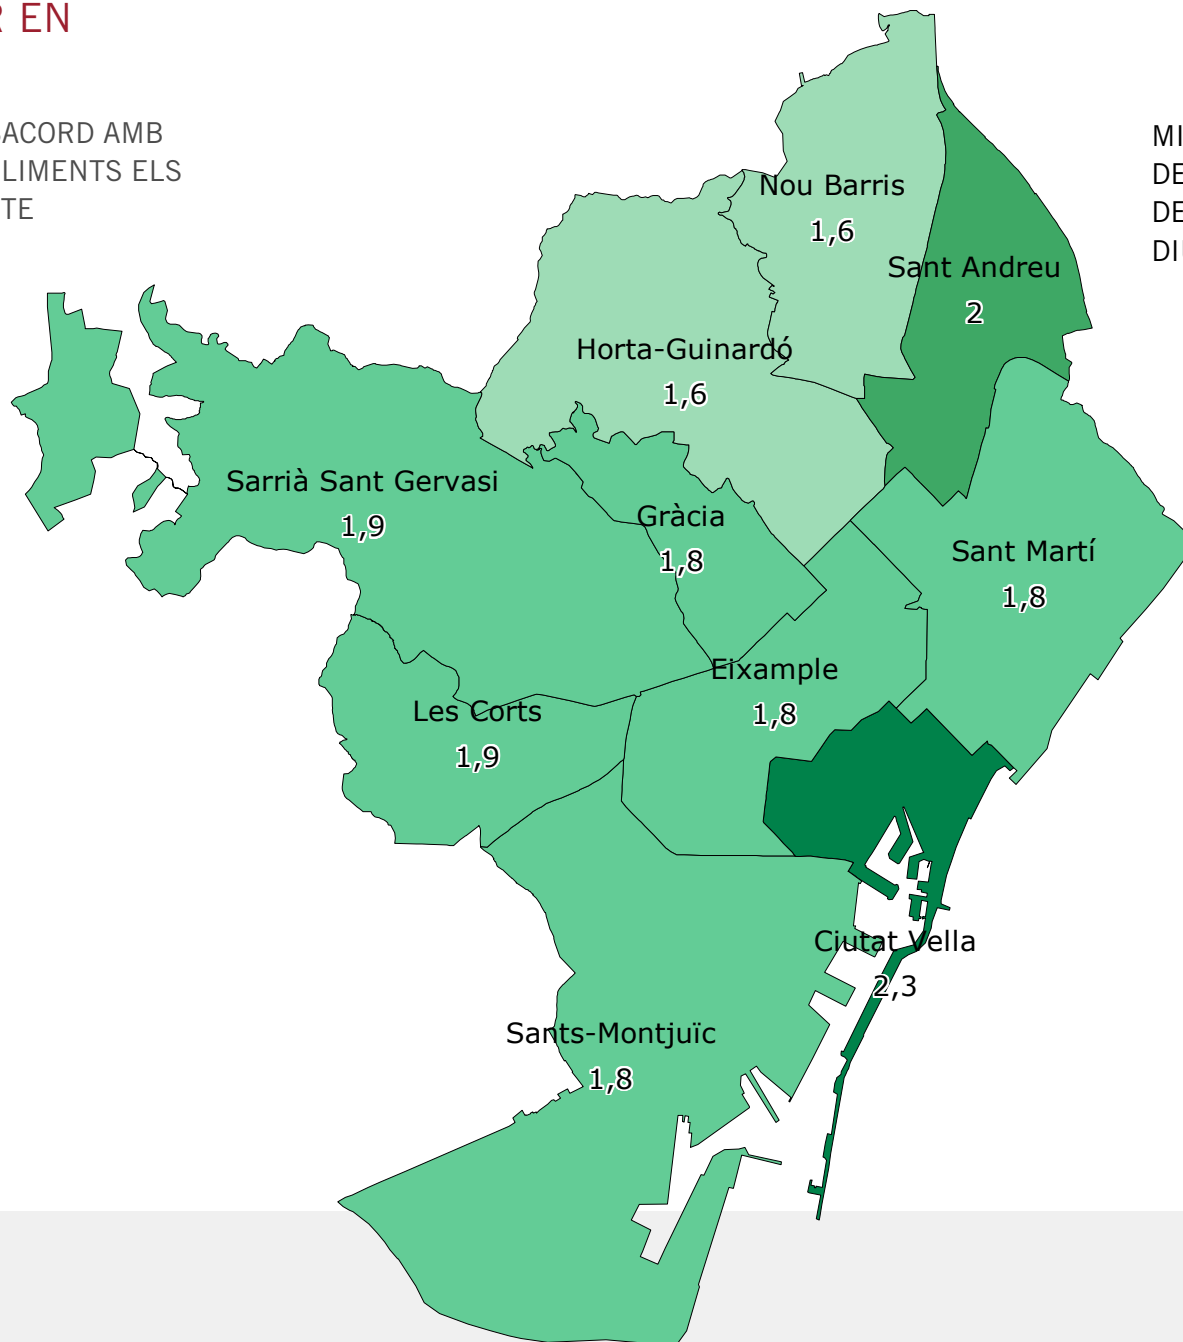 R EN
ACORD AMB
LIMENTS ELS
TE
MI
DE
DE
DIU
Nou Barris
1,6
Sant Andreu
2
Horta-Guinardó
1,6
Sarrià Sant Gervasi
1,9
Gràcia
1,8
Sant Martí
1,8
Eixample
1,8
Les Corts
1,9
Ciutat Vella
2,3
Sants-Montjuïc
1,8